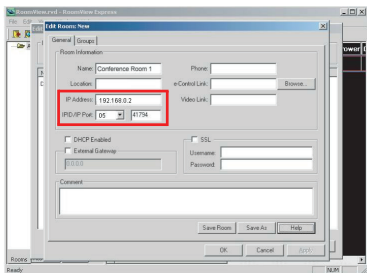 RoomView.rvd - RoomView Express
File Edit
Edit Room: New
General Groups
Room Information
Name: Conference Room 1 Phone:
Location: e-Control Link: Browse...
IP Address: 192.168.0.2 Video Link:
IPID/IP Port: 05 41794
DHCP Enabled SSL
External Gateway Username:
0.0.0.0 Password:
Comment
Save Room Save As Help
OK Cancel Apply
Rooms
Ready NUM